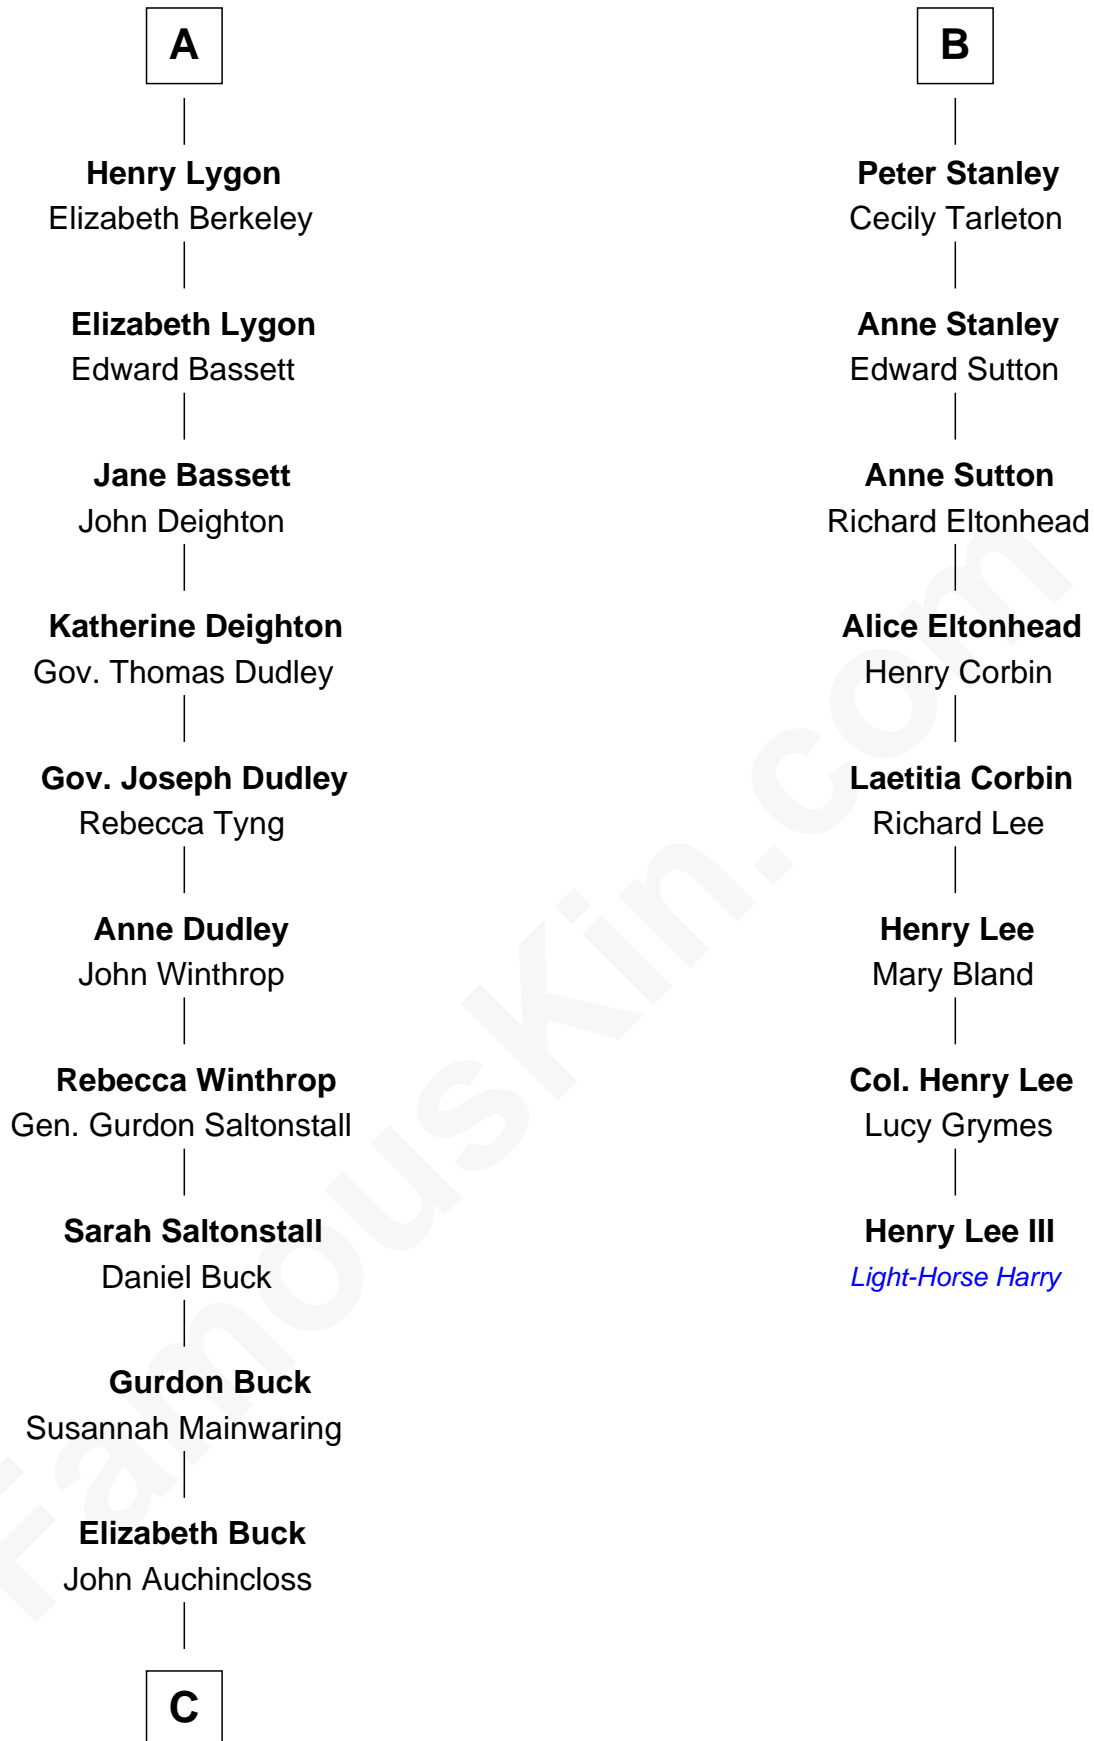 A
Henry Lygon
Elizabeth Berkeley
Elizabeth Lygon
Edward Bassett
Jane Bassett
John Deighton
Katherine Deighton
Gov. Thomas Dudley
Gov. Joseph Dudley
Rebecca Tyng
Anne Dudley
John Winthrop
Rebecca Winthrop
Gen. Gurdon Saltonstall
Sarah Saltonstall
Daniel Buck
Gurdon Buck
Susannah Mainwaring
Elizabeth Buck
John Auchincloss
C
B
Peter Stanley
Cecily Tarleton
Anne Stanley
Edward Sutton
Anne Sutton
Richard Eltonhead
Alice Eltonhead
Henry Corbin
Laetitia Corbin
Richard Lee
Henry Lee
Mary Bland
Col. Henry Lee
Lucy Grymes
Henry Lee III
Light-Horse Harry
FamousKin.com